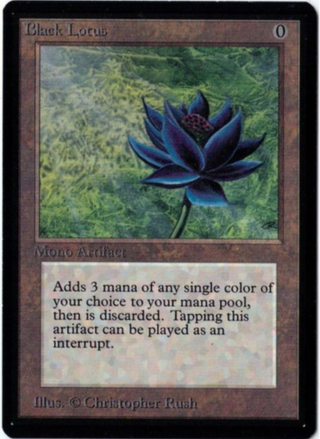 Black Lotus 0
Mono Artifact
Adds 3 mana of any single color of
your choice to your mana pool,
then is discarded. Tapping this
artifact can be played as an
interrupt.
Illus. © Christopher Rush